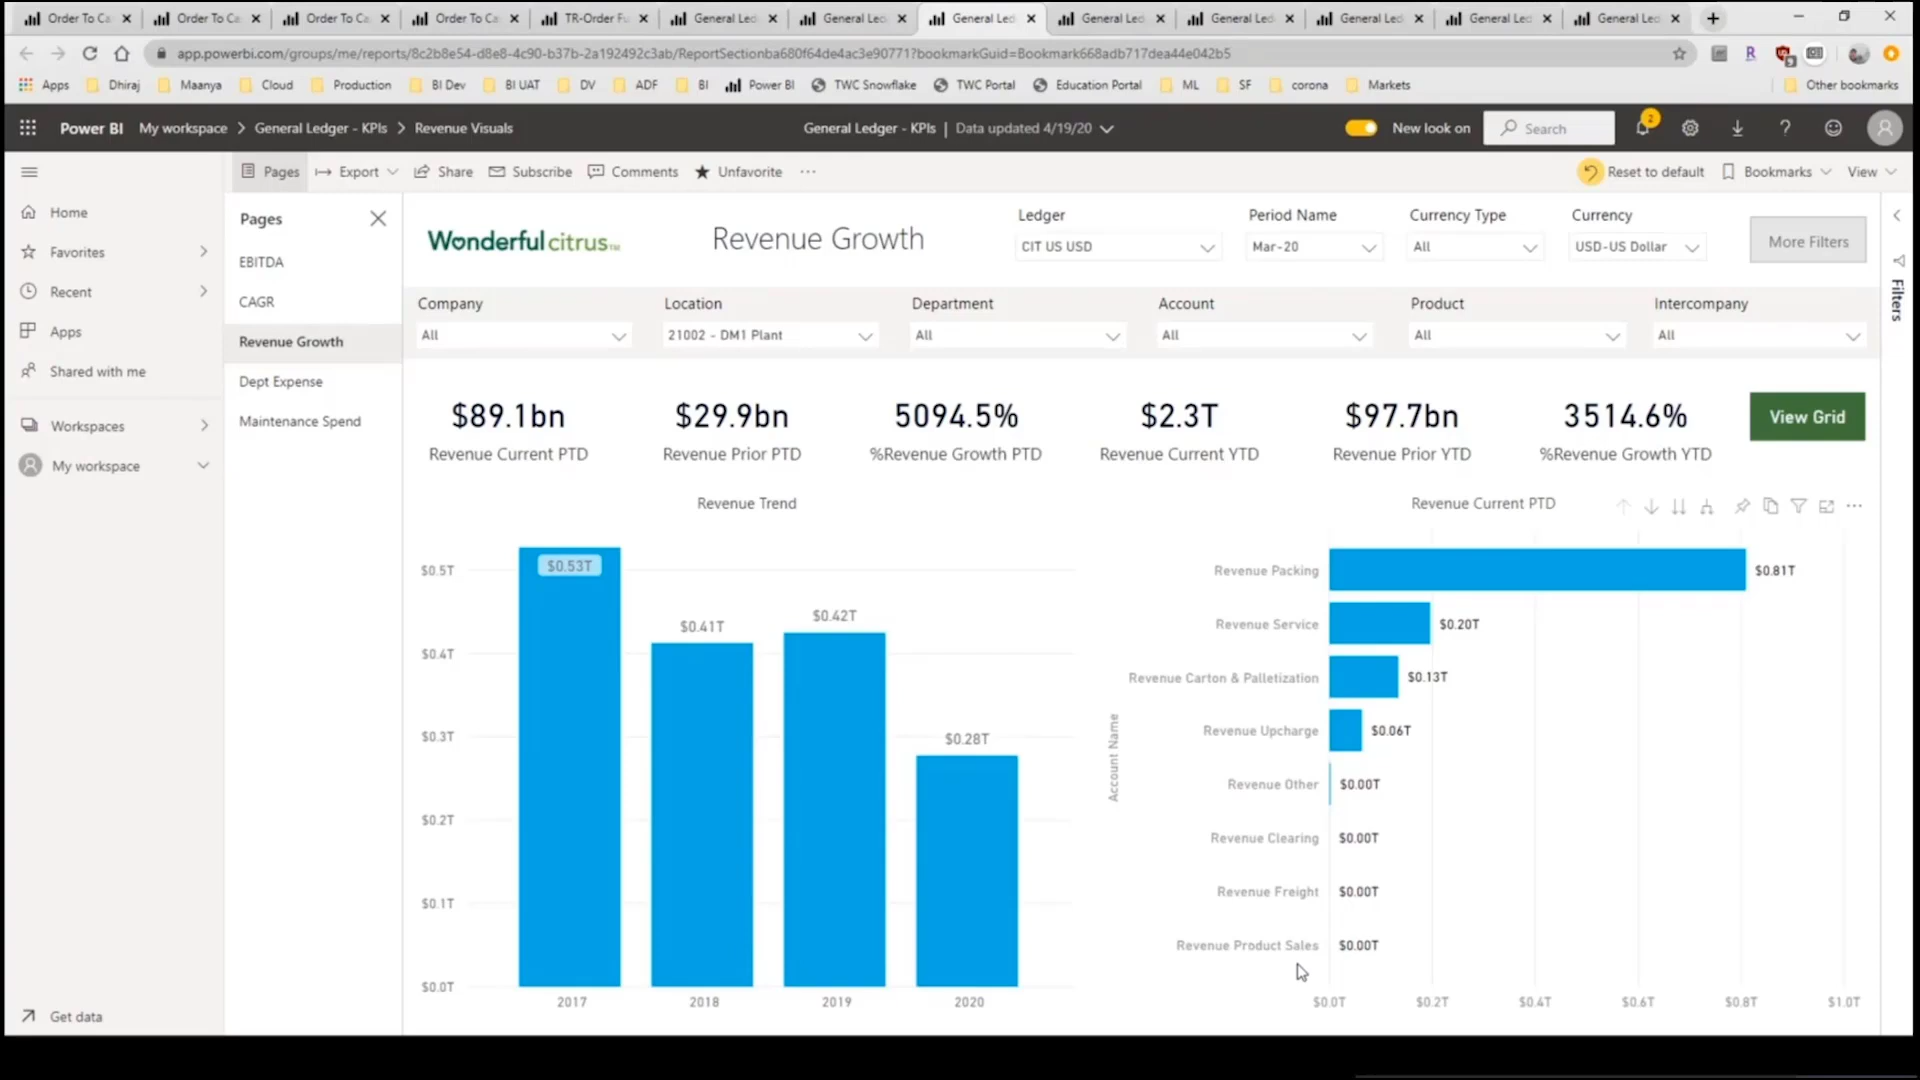 Order To Ca
Order To Ca
Order To Ca
Order To Ca
TR-Order Fu
General Led
General Led
General Led
General Led
General Led
General Led
General Led
General Led
app.powerbi.com/groups/me/reports/8c2b8e54-d8e8-4c90-b37b-2a192492c3ab/ReportSectionba680f64de4ac3e90771?bookmarkGuid=Bookmark668adb717dea44e042b5
Apps Dhiraj Maanya Cloud Production BI Dev BI UAT DV ADF BI Power BI TWC Snowflake TWC Portal Education Portal ML SF corona Markets Other bookmarks
Power BI My workspace > General Ledger - KPIs > Revenue Visuals General Ledger - KPIs | Data updated 4/19/20 New look on Search 2 ?
Pages Export Share Subscribe Comments Unfavorite ... Reset to default Bookmarks View
Home
Favorites
Recent
Apps
Shared with me
Workspaces
My workspace
Get data
Pages
EBITDA
CAGR
Revenue Growth
Dept Expense
Maintenance Spend
Wonderful citrus TM
Revenue Growth
Ledger Period Name Currency Type Currency
CIT US USD Mar-20 All USD-US Dollar
More Filters
Filters
Company Location Department Account Product Intercompany
All 21002 - DM1 Plant All All All All
$89.1bn $29.9bn 5094.5% $2.3T $97.7bn 3514.6%
Revenue Current PTD Revenue Prior PTD %Revenue Growth PTD Revenue Current YTD Revenue Prior YTD %Revenue Growth YTD
View Grid
Revenue Trend
$0.5T
$0.4T
$0.3T
$0.2T
$0.1T
$0.0T
$0.53T
$0.41T
$0.42T
$0.28T
2017 2018 2019 2020
Revenue Current PTD
Account Name
Revenue Packing $0.81T
Revenue Service $0.20T
Revenue Carton & Palletization $0.13T
Revenue Upcharge $0.06T
Revenue Other $0.00T
Revenue Clearing $0.00T
Revenue Freight $0.00T
Revenue Product Sales $0.00T
$0.0T $0.2T $0.4T $0.6T $0.8T $1.0T